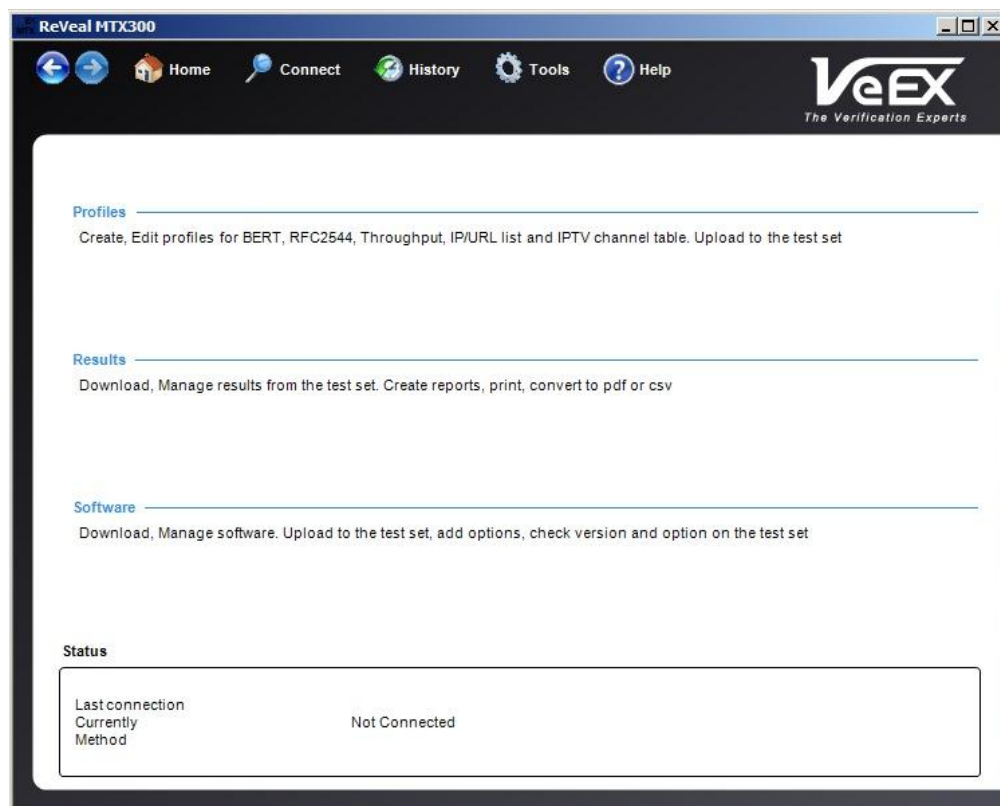 ReVeal MTX300
Home Connect History Tools Help
VeEX
The Verification Experts
Profiles
Create, Edit profiles for BERT, RFC2544, Throughput, IP/URL list and IPTV channel table. Upload to the test set
Results
Download, Manage results from the test set. Create reports, print, convert to pdf or csv
Software
Download, Manage software. Upload to the test set, add options, check version and option on the test set
Status
Last connection
Currently Not Connected
Method